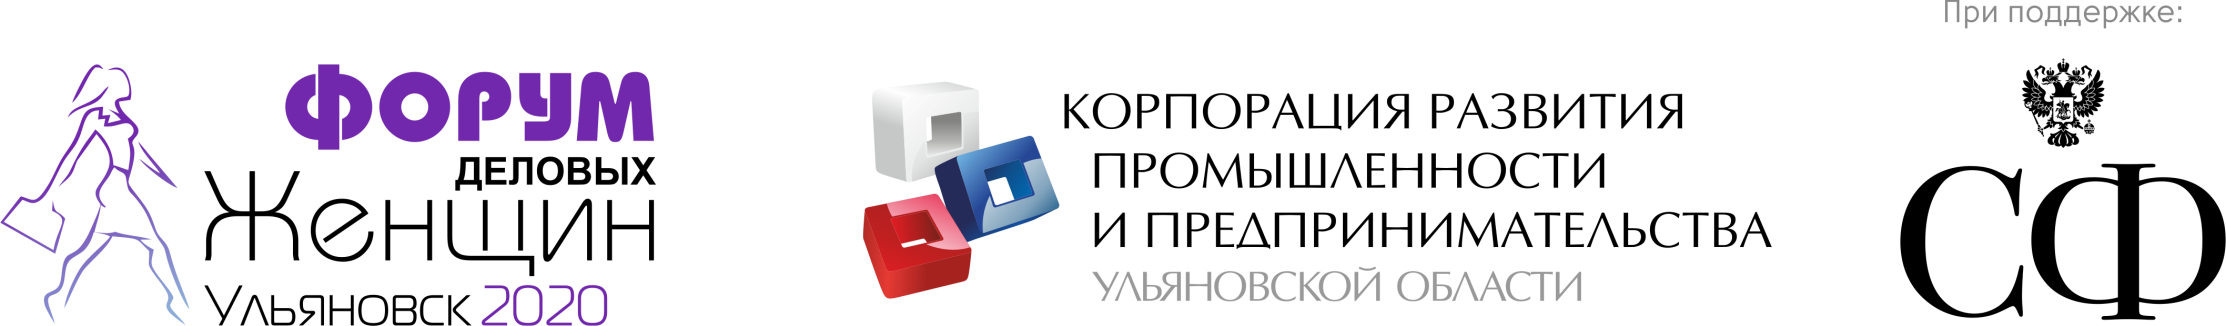 ФОРУМ
ДЕЛОВЫХ
Женщин
Ульяновск 2020
КОРПОРАЦИЯ РАЗВИТИЯ
ПРОМЫШЛЕННОСТИ
И ПРЕДПРИНИМАТЕЛЬСТВА
УЛЬЯНОВСКОЙ ОБЛАСТИ
При поддержке:
СФ